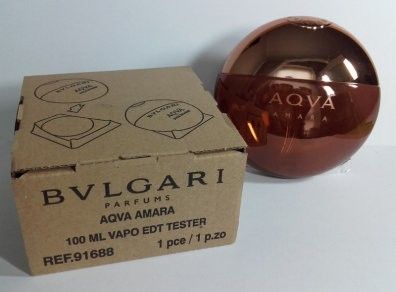 BVLGARI
PARFUMS
AQVA AMARA
100 ML VAPO EDT TESTER
REF.91688 1 pce / 1 p.zo
AQVA
AMARA